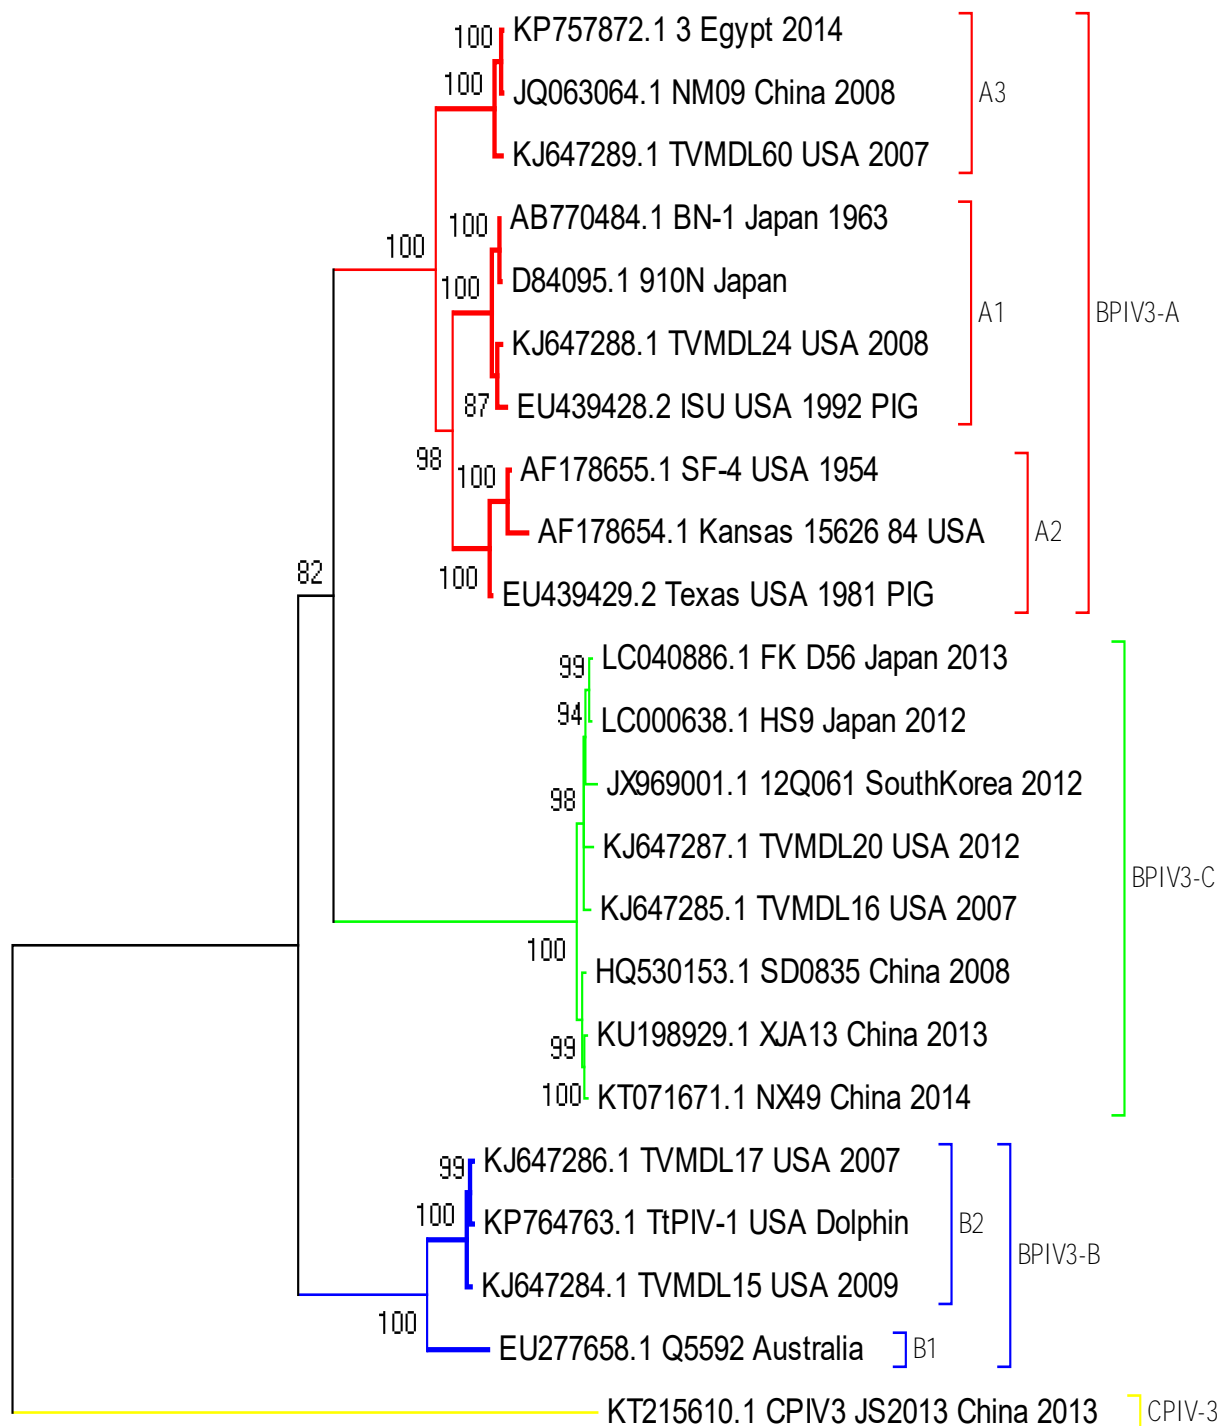 100
KP757872.1 3 Egypt 2014
100
JQ063064.1 NM09 China 2008
A3
KJ647289.1 TVMDL60 USA 2007
100
AB770484.1 BN-1 Japan 1963
100
100
D84095.1 910N Japan
A1
BPIV3-A
KJ647288.1 TVMDL24 USA 2008
87
EU439428.2 ISU USA 1992 PIG
98
100
AF178655.1 SF-4 USA 1954
AF178654.1 Kansas 15626 84 USA
A2
82
100
EU439429.2 Texas USA 1981 PIG
99
LC040886.1 FK D56 Japan 2013
94
LC000638.1 HS9 Japan 2012
98
JX969001.1 12Q061 SouthKorea 2012
KJ647287.1 TVMDL20 USA 2012
BPIV3-C
KJ647285.1 TVMDL16 USA 2007
100
HQ530153.1 SD0835 China 2008
99
KU198929.1 XJA13 China 2013
100
KT071671.1 NX49 China 2014
99
KJ647286.1 TVMDL17 USA 2007
100
KP764763.1 TtPIV-1 USA Dolphin
B2
BPIV3-B
KJ647284.1 TVMDL15 USA 2009
100
EU277658.1 Q5592 Australia
B1
KT215610.1 CPIV3 JS2013 China 2013
CPIV-3